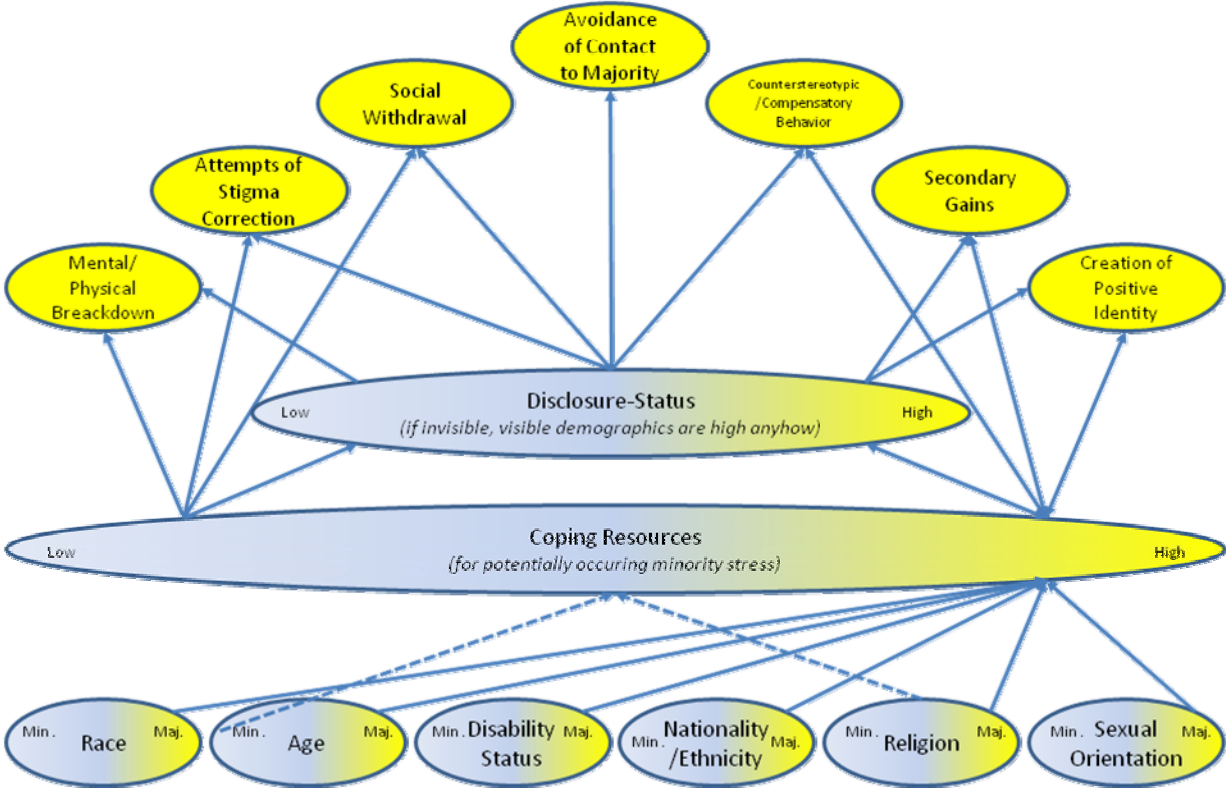 Avoidance
of Contact
to Majority
Social
Withdrawal
Counterstereotypic
/Compensatory
Behavior
Attempts of
Stigma
Correction
Secondary
Gains
Mental/
Physical
Breackdown
Creation of
Positive
Identity
Disclosure-Status
Low
High
(if invisible, visible demographics are high anyhow)
Coping Resources
Low
High
(for potentially occuring minority stress)
Min.
Race
Maj.
Min.
Age
Maj.
Min.
Disability
Status
Maj.
Min.
Nationality
/Ethnicity
Maj.
Min.
Religion
Maj.
Min.
Sexual
Orientation
Maj.